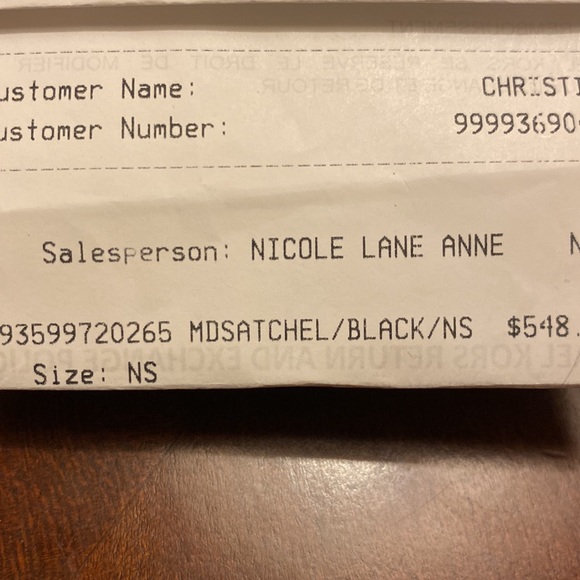 ustomer Name: CHRISTI
ustomer Number: 99993690
Salesperson: NICOLE LANE ANNE N
93599720265 MDSATCHEL/BLACK/NS $548.
Size: NS